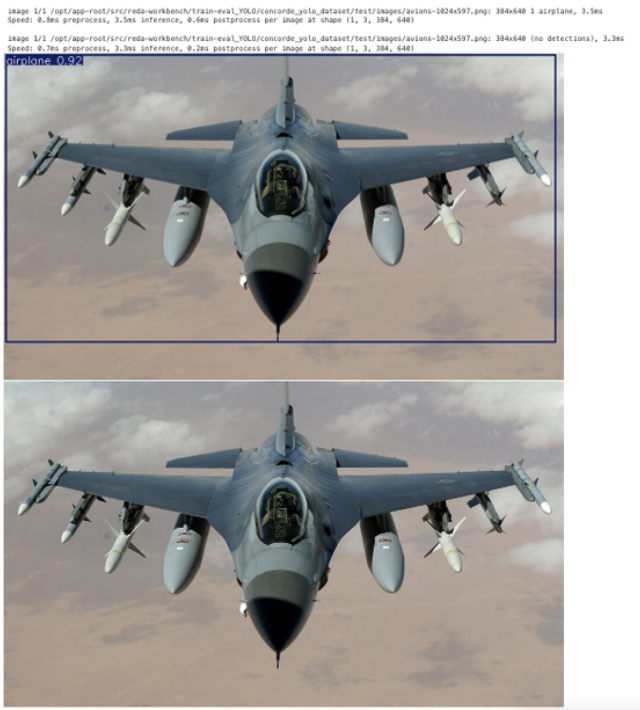 image 1/1 /opt/app-root/src/reda-workbench/train-eval_YOLO/concorde_yolo_dataset/test/images/avions-1024x597.png: 384x640 1 airplane, 3.5ms
Speed: 0.8ms preprocess, 3.5ms inference, 0.6ms postprocess per image at shape (1, 3, 384, 640)
image 1/1 /opt/app-root/src/reda-workbench/train-eval_YOLO/concorde_yolo_dataset/test/images/avions-1024x597.png: 384x640 (no detections), 3.3ms
Speed: 0.7ms preprocess, 3.3ms inference, 0.2ms postprocess per image at shape (1, 3, 384, 640)
airplane 0.92